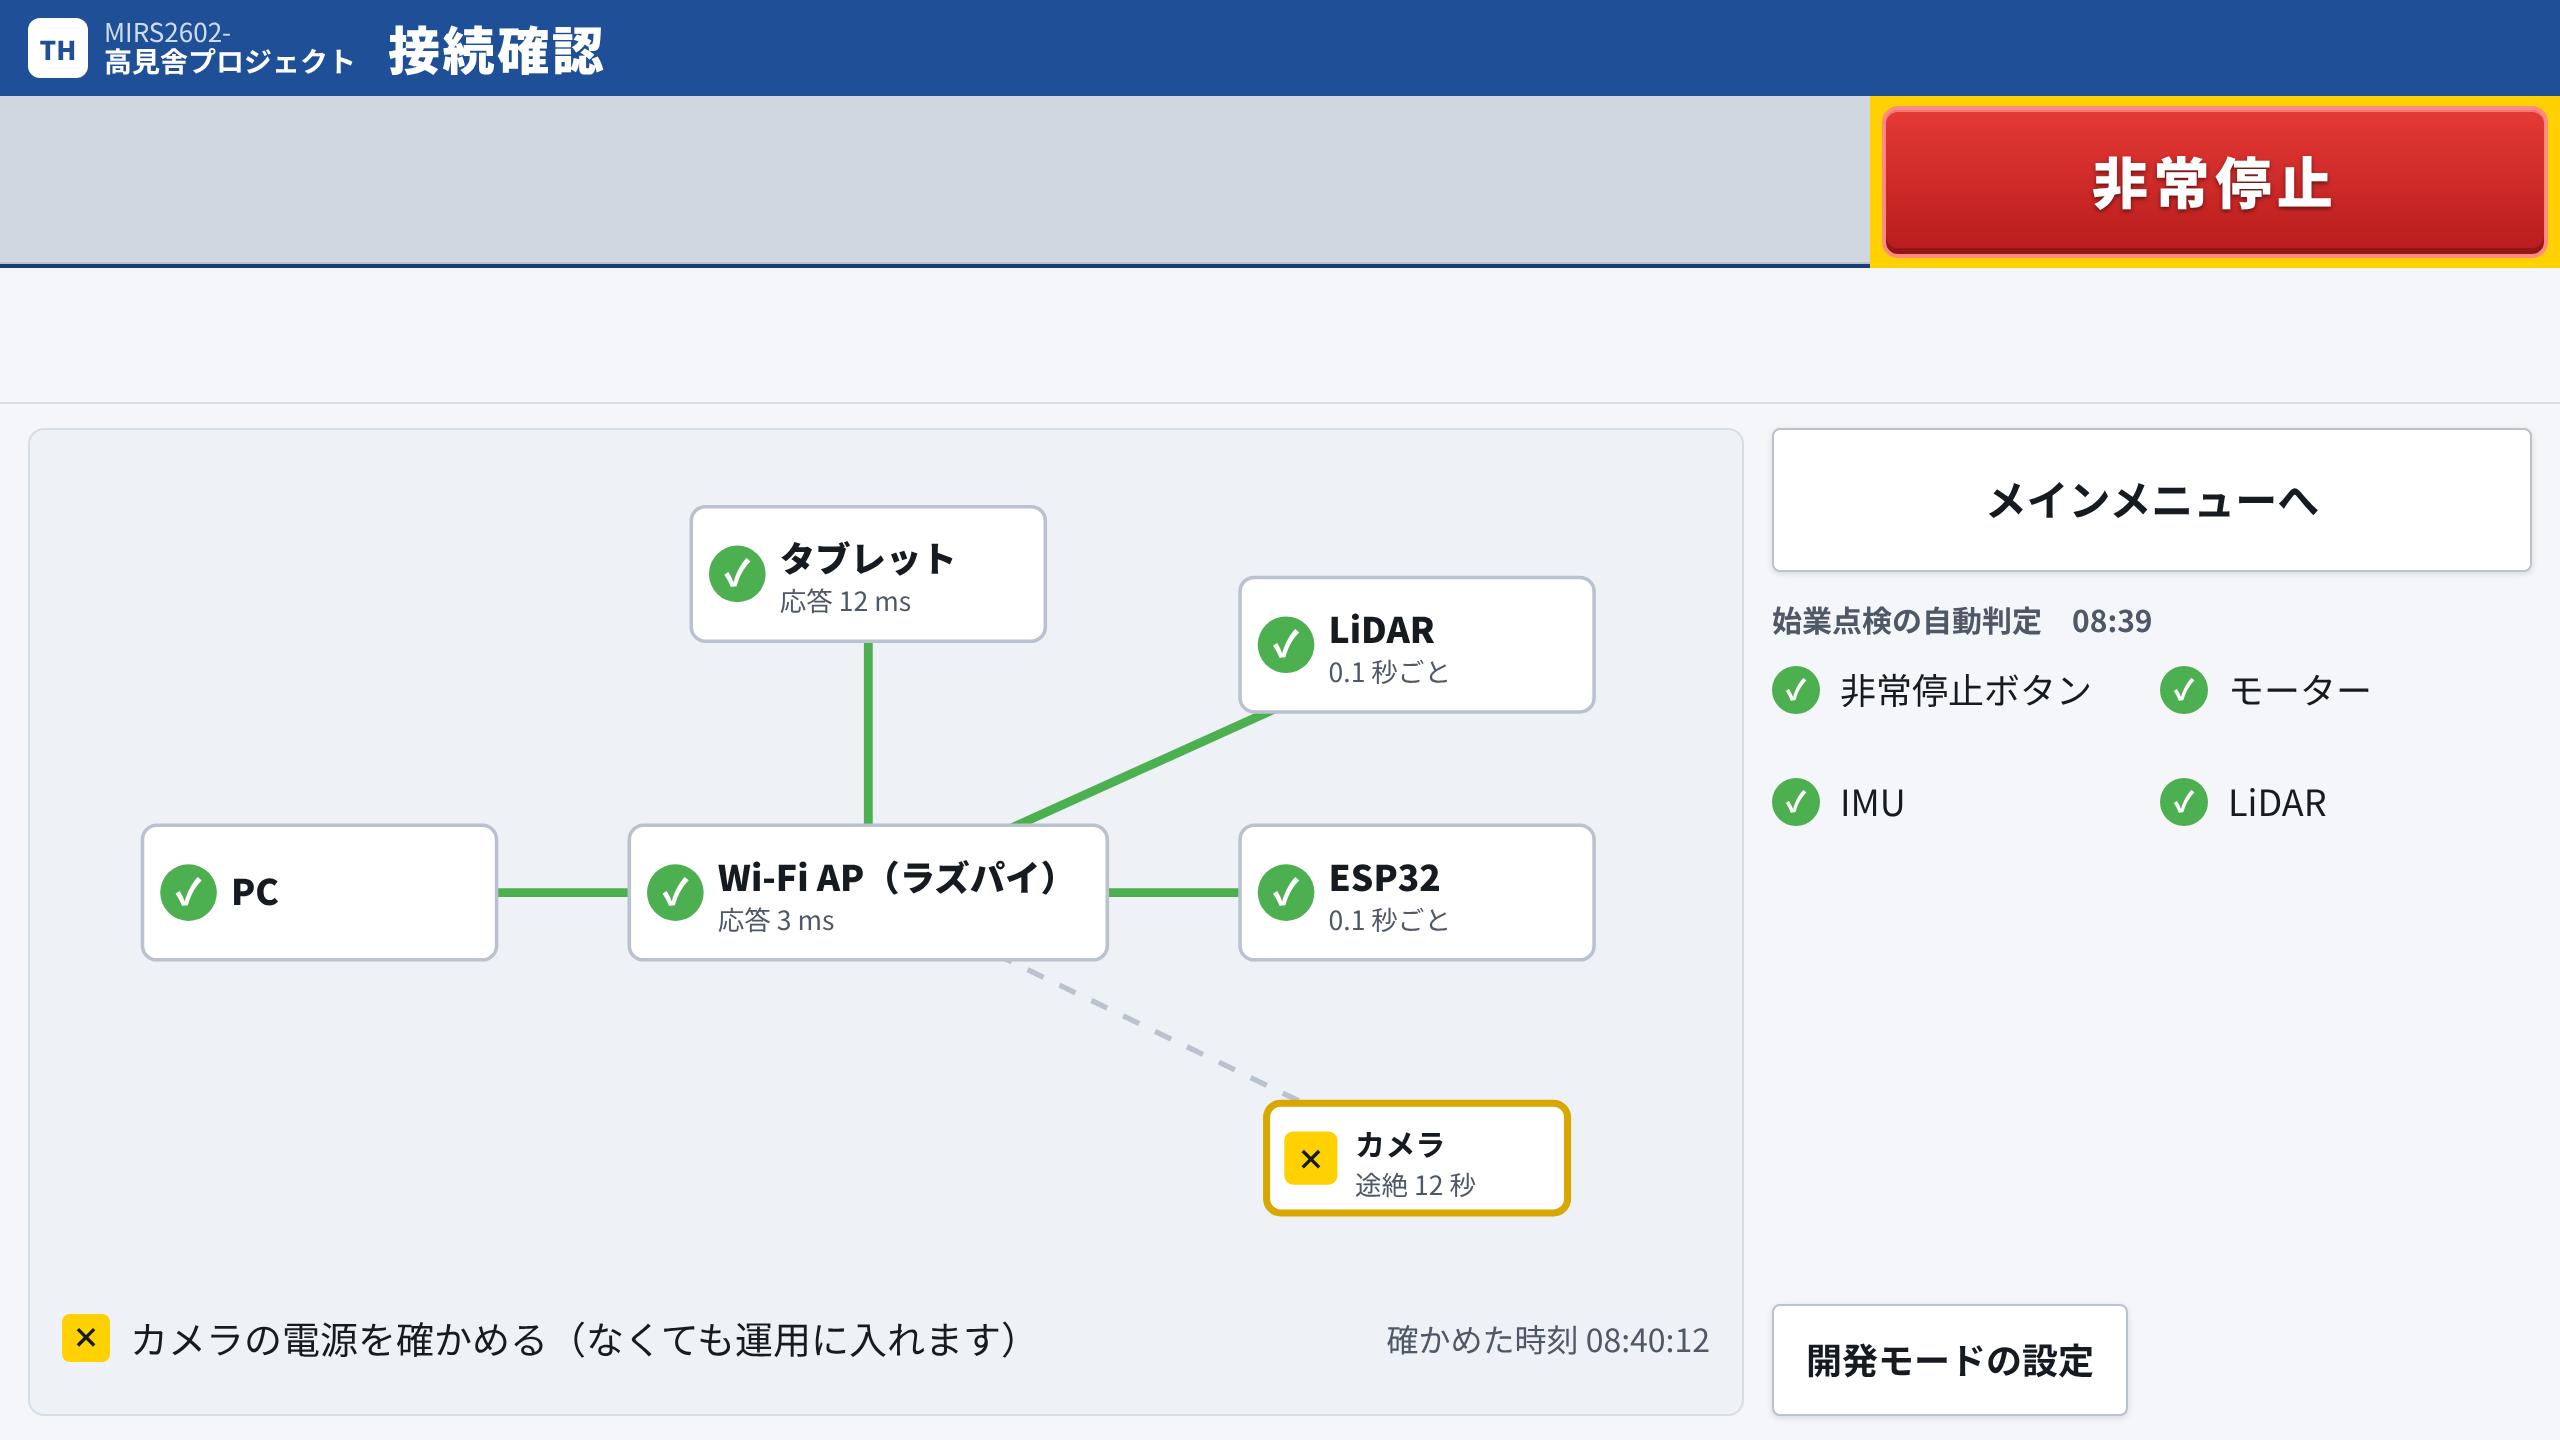 TH
MIRS2602-
高見舎プロジェクト
接続確認
非常停止
メインメニューへ
タブレット
応答 12 ms
LiDAR
0.1 秒ごと
PC
Wi-Fi AP（ラズパイ）
応答 3 ms
ESP32
0.1 秒ごと
カメラ
途絶 12 秒
カメラの電源を確かめる（なくても運用に入れます）
確かめた時刻 08:40:12
始業点検の自動判定 08:39
非常停止ボタン
モーター
IMU
LiDAR
開発モードの設定